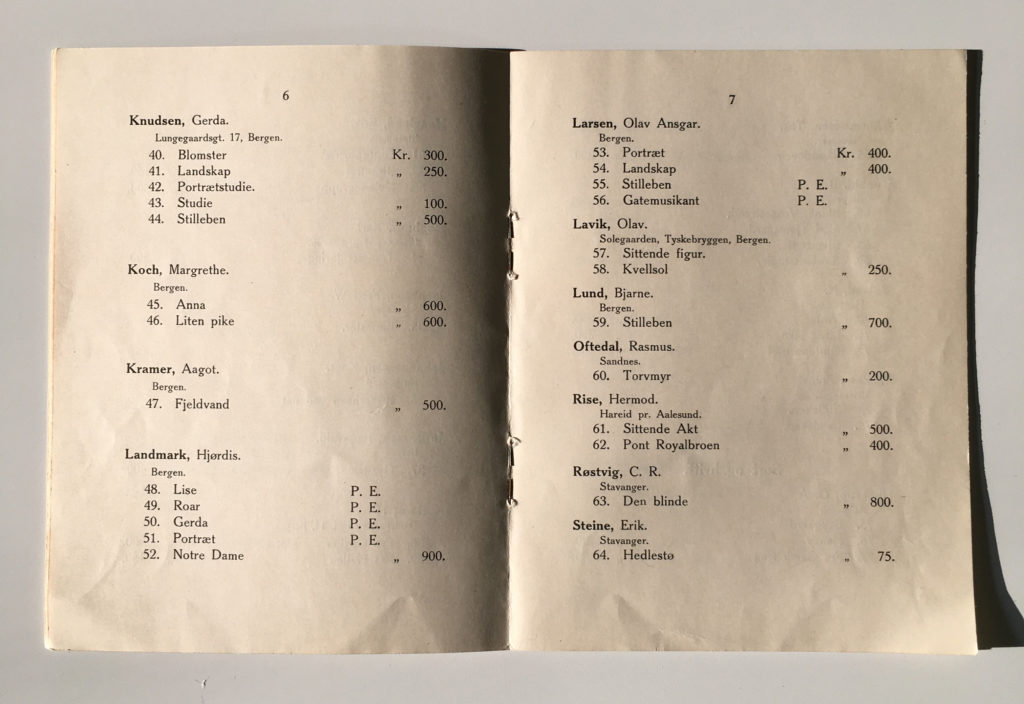 6
Knudsen, Gerda.
Lungegaardsgt. 17, Bergen.
40. Blomster Kr. 300.
41. Landskap „ 250.
42. Portrætstudie.
43. Studie „ 100.
44. Stilleben „ 500.
Koch, Margrethe.
Bergen.
45. Anna „ 600.
46. Liten pike „ 600.
Kramer, Aagot.
Bergen.
47. Fjeldvand „ 500.
Landmark, Hjørdis.
Bergen.
48. Lise P. E.
49. Roar P. E.
50. Gerda P. E.
51. Portræt P. E.
52. Notre Dame „ 900.
7
Larsen, Olav Ansgar.
Bergen.
53. Portræt Kr. 400.
54. Landskap „ 400.
55. Stilleben P. E.
56. Gatemusikant P. E.
Lavik, Olav.
Solegaarden, Tyskebryggen, Bergen.
57. Sittende figur.
58. Kvellsol „ 250.
Lund, Bjarne.
Bergen.
59. Stilleben „ 700.
Oftedal, Rasmus.
Sandnes.
60. Torvmyr „ 200.
Rise, Hermod.
Hareid pr. Aalesund.
61. Sittende Akt „ 500.
62. Pont Royalbroen „ 400.
Røstvig, C. R.
Stavanger.
63. Den blinde „ 800.
Steine, Erik.
Stavanger.
64. Hedlestø „ 75.